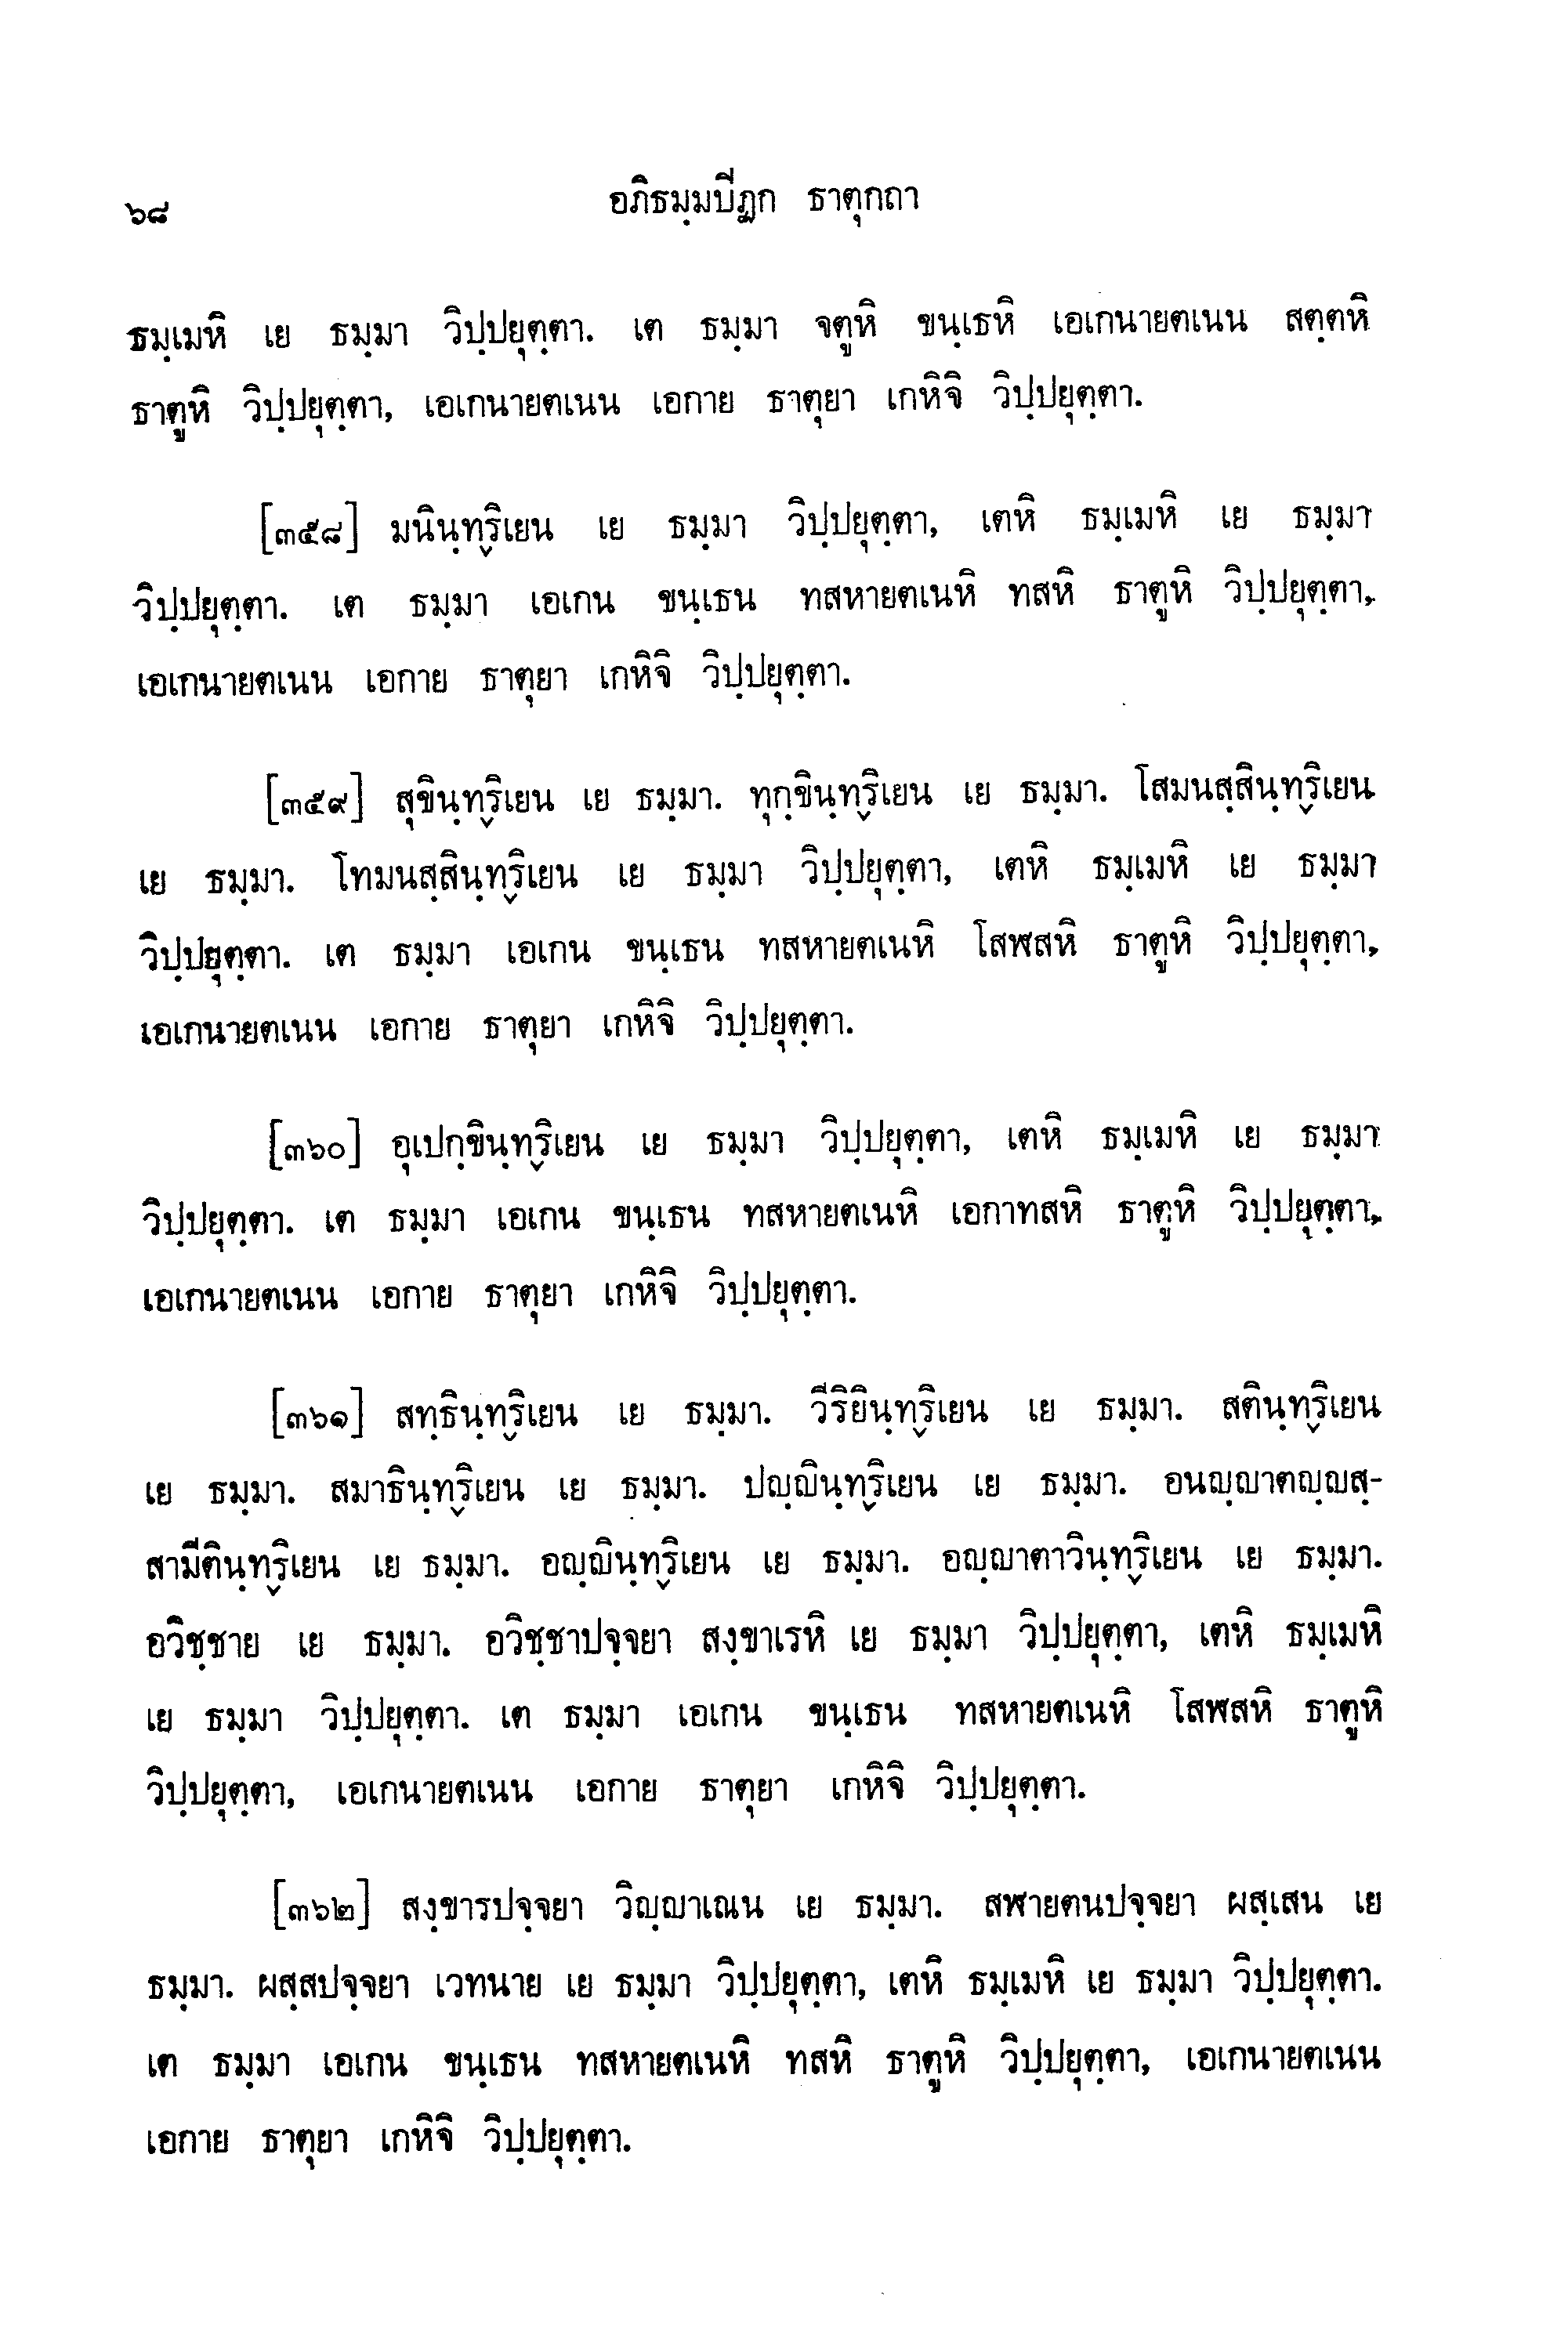 ๖๘ อภิธมฺมปีฏก ธาตุกถา
ธมฺเมหิ เย ธมฺมา วิปฺปยุตฺตา. เต ธมฺมา จตูหิ ขนฺเธหิ เอเกนายตเนน สตฺตหิ
ธาตูหิ วิปฺปยุตฺตา, เอเกนายตเนน เอกาย ธาตุยา เกหิจิ วิปฺปยุตฺตา.
[๓๕๘] มนินฺทฺริเยน เย ธมฺมา วิปฺปยุตฺตา, เตหิ ธมฺเมหิ เย ธมฺมา
วิปฺปยุตฺตา. เต ธมฺมา เอเกน ขนฺเธน ทสหายตเนหิ ทสหิ ธาตูหิ วิปฺปยุตฺตา,
เอเกนายตเนน เอกาย ธาตุยา เกหิจิ วิปฺปยุตฺตา.
[๓๕๙] สุขินฺทฺริเยน เย ธมฺมา. ทุกฺขินฺทฺริเยน เย ธมฺมา. โสมนสฺสินฺทฺริเยน
เย ธมฺมา. โทมนสฺสินฺทฺริเยน เย ธมฺมา วิปฺปยุตฺตา, เตหิ ธมฺเมหิ เย ธมฺมา
วิปฺปยุตฺตา. เต ธมฺมา เอเกน ขนฺเธน ทสหายตเนหิ โสฬสหิ ธาตูหิ วิปฺปยุตฺตา,
เอเกนายตเนน เอกาย ธาตุยา เกหิจิ วิปฺปยุตฺตา.
[๓๖๐] อุเปกฺขินฺทฺริเยน เย ธมฺมา วิปฺปยุตฺตา, เตหิ ธมฺเมหิ เย ธมฺมา
วิปฺปยุตฺตา. เต ธมฺมา เอเกน ขนฺเธน ทสหายตเนหิ เอกาทสหิ ธาตูหิ วิปฺปยุตฺตา,
เอเกนายตเนน เอกาย ธาตุยา เกหิจิ วิปฺปยุตฺตา.
[๓๖๑] สทฺธินฺทฺริเยน เย ธมฺมา. วีริยินฺทฺริเยน เย ธมฺมา. สตินฺทฺริเยน
เย ธมฺมา. สมาธินฺทฺริเยน เย ธมฺมา. ปญฺญินฺทฺริเยน เย ธมฺมา. อนญฺญาตญฺญสฺ-
สามีตินฺทฺริเยน เย ธมฺมา. อญฺญินฺทฺริเยน เย ธมฺมา. อญฺญาตาวินฺทฺริเยน เย ธมฺมา.
อวิชฺชาย เย ธมฺมา. อวิชฺชาปจฺจยา สงฺขาเรหิ เย ธมฺมา วิปฺปยุตฺตา, เตหิ ธมฺเมหิ
เย ธมฺมา วิปฺปยุตฺตา. เต ธมฺมา เอเกน ขนฺเธน ทสหายตเนหิ โสฬสหิ ธาตูหิ
วิปฺปยุตฺตา, เอเกนายตเนน เอกาย ธาตุยา เกหิจิ วิปฺปยุตฺตา.
[๓๖๒] สงฺขารปจฺจยา วิญฺญาเณน เย ธมฺมา. สฬายตนปจฺจยา ผสฺเสน เย
ธมฺมา. ผสฺสปจฺจยา เวทนาย เย ธมฺมา วิปฺปยุตฺตา, เตหิ ธมฺเมหิ เย ธมฺมา วิปฺปยุตฺตา.
เต ธมฺมา เอเกน ขนฺเธน ทสหายตเนหิ ทสหิ ธาตูหิ วิปฺปยุตฺตา, เอเกนายตเนน
เอกาย ธาตุยา เกหิจิ วิปฺปยุตฺตา.